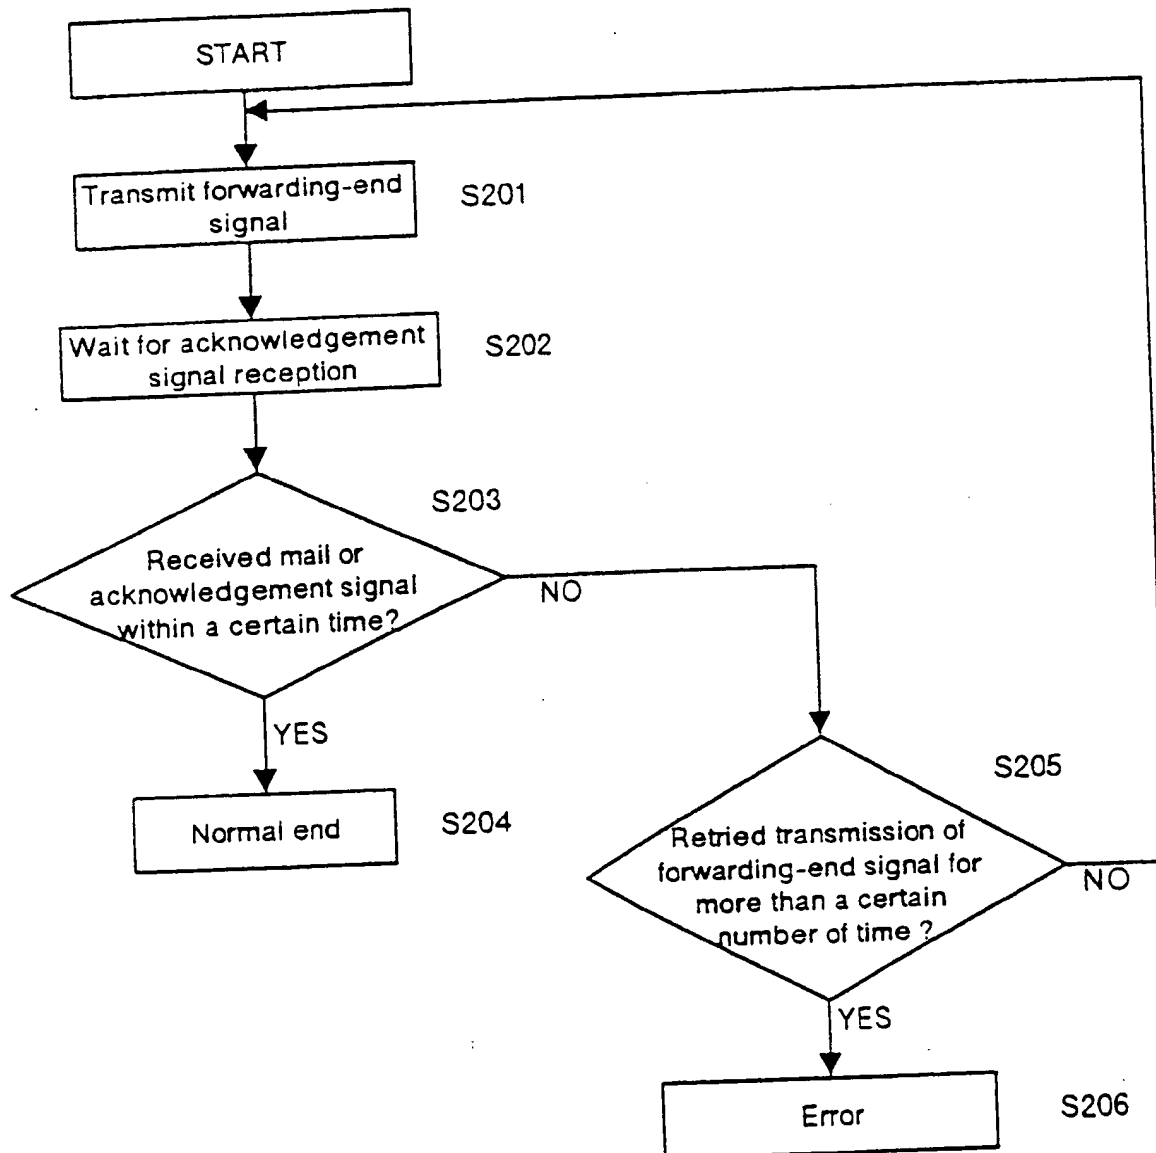 START
Transmit forwarding-end
signal
S201
Wait for acknowledgement
signal reception
S202
S203
Received mail or
acknowledgement signal
within a certain time?
NO
YES
Normal end
S204
S205
Retried transmission of
forwarding-end signal for
more than a certain
number of time ?
NO
YES
Error
S206